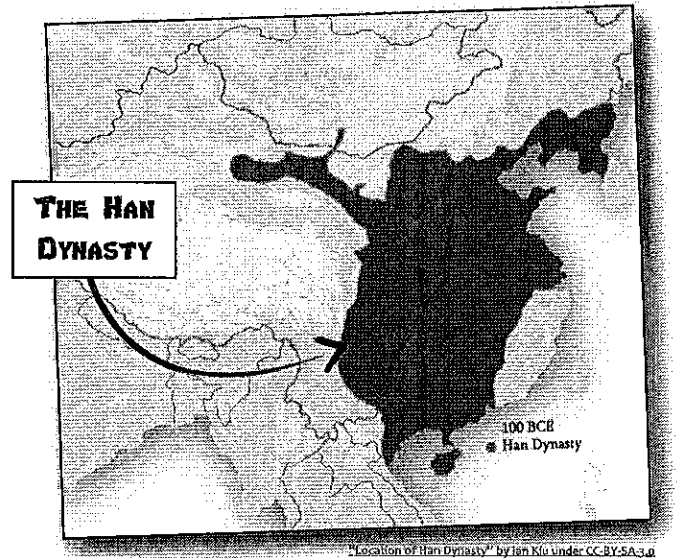 THE HAN
DYNASTY
100 BCE
Han Dynasty
"Location of Han Dynasty" by Ian Kiu under CC-BY-SA-3.0